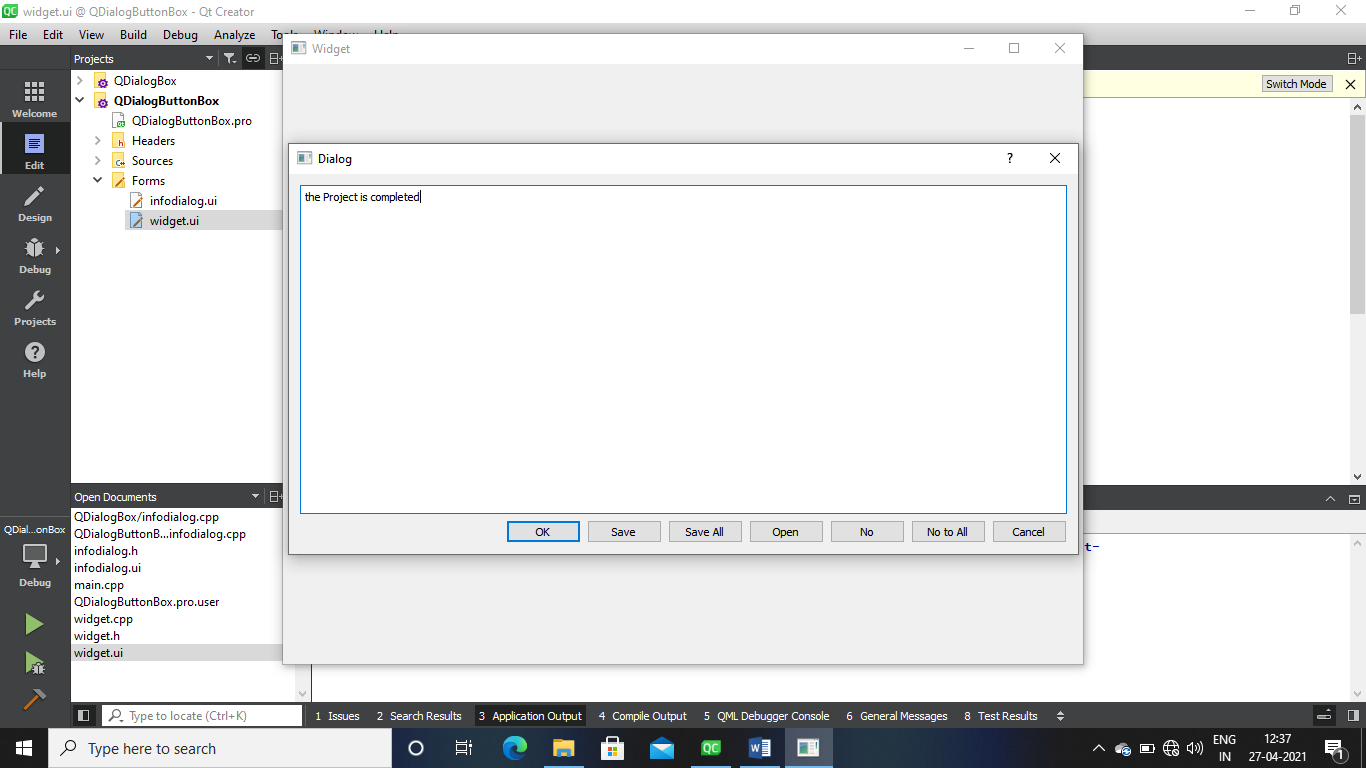 widget.ui @ QDialogButtonBox - Qt Creator
File Edit View Build Debug Analyze
Widget
Projects
QDialogBox
Switch Mode
QDialogButtonBox
Welcome
QDialogButtonBox.pro
Headers
Dialog
?
Edit
Sources
Forms
the Project is completed
infodialog.ui
Design
widget.ui
Debug
Projects
Help
Open Documents
QDialogBox/infodialog.cpp
QDial...onBox
QDialogButtonB...infodialog.cpp
OK Save Save All Open No No to All Cancel
infodialog.h
t-
infodialog.ui
Debug
main.cpp
QDialogButtonBox.pro.user
widget.cpp
widget.h
widget.ui
Type to locate (Ctrl+K) 1 Issues 2 Search Results 3 Application Output 4 Compile Output 5 QML Debugger Console 6 General Messages 8 Test Results
Type here to search
ENG
IN
12:37
27-04-2021
1